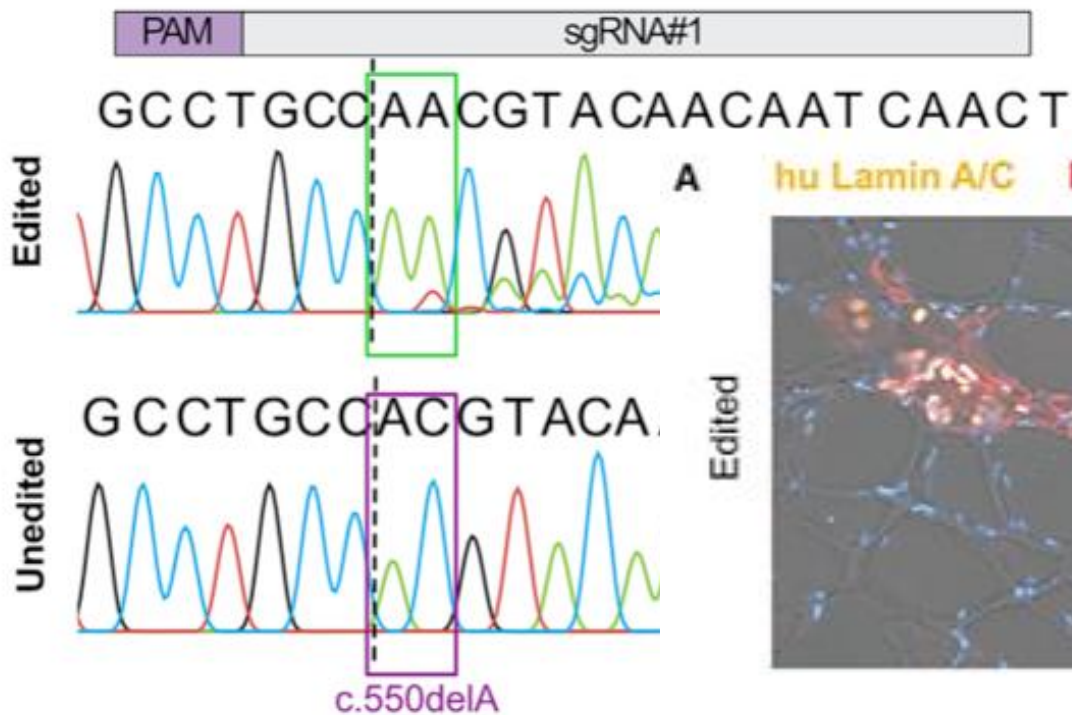 PAM sgRNA#1
GCCTGCCAACGTACAACAATCAACT
Edited
A hu Lamin A/C
Edited
GCCTGCCACGTACA
Unedited
c.550delA